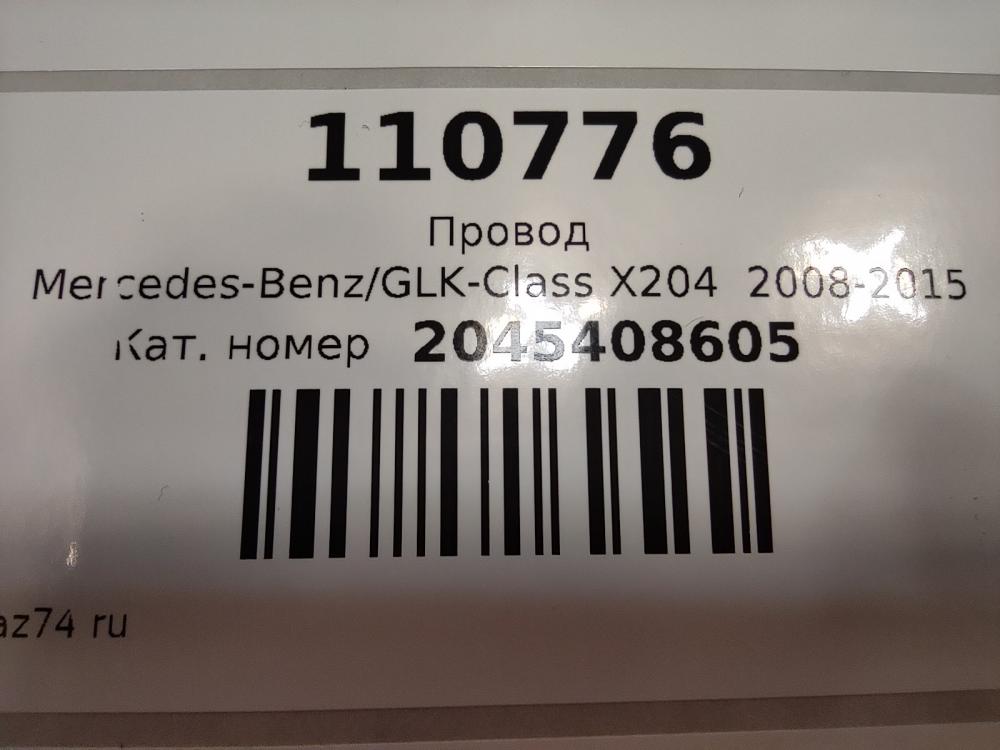 110776
Провод
Mercedes-Benz/GLK-Class X204 2008-2015
Кат. номер 2045408605
az74 ru